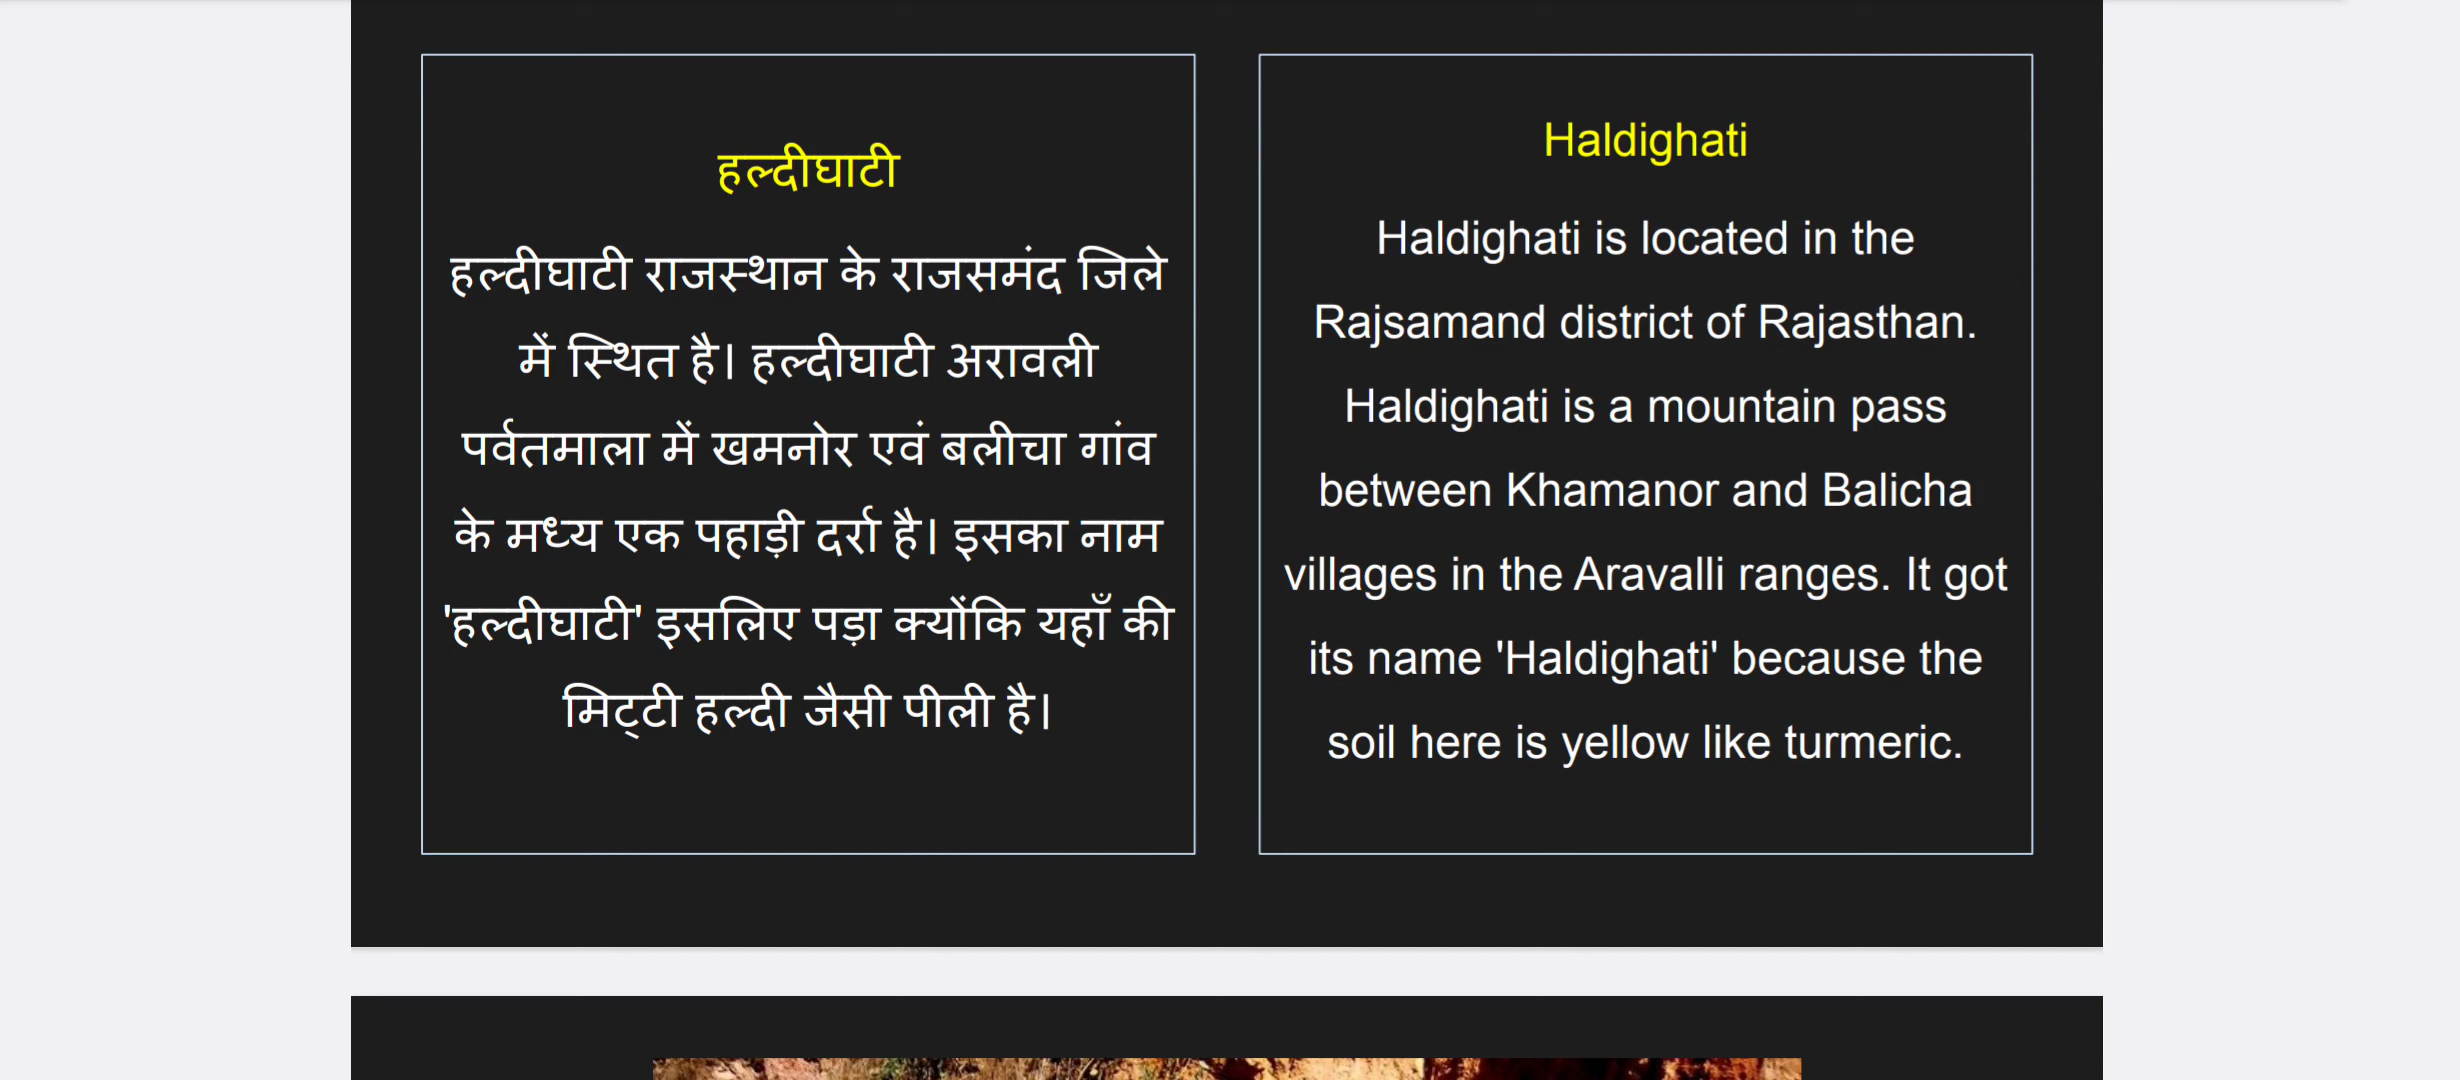 हल्दीघाटी
हल्दीघाटी राजस्थान के राजसमंद जिले
में स्थित है। हल्दीघाटी अरावली
पर्वतमाला में खमनोर एवं बलीचा गांव
के मध्य एक पहाड़ी दर्रा है। इसका नाम
'हल्दीघाटी' इसलिए पड़ा क्योंकि यहाँ की
मिट्टी हल्दी जैसी पीली है।
Haldighati
Haldighati is located in the
Rajsamand district of Rajasthan.
Haldighati is a mountain pass
between Khamanor and Balicha
villages in the Aravalli ranges. It got
its name 'Haldighati' because the
soil here is yellow like turmeric.